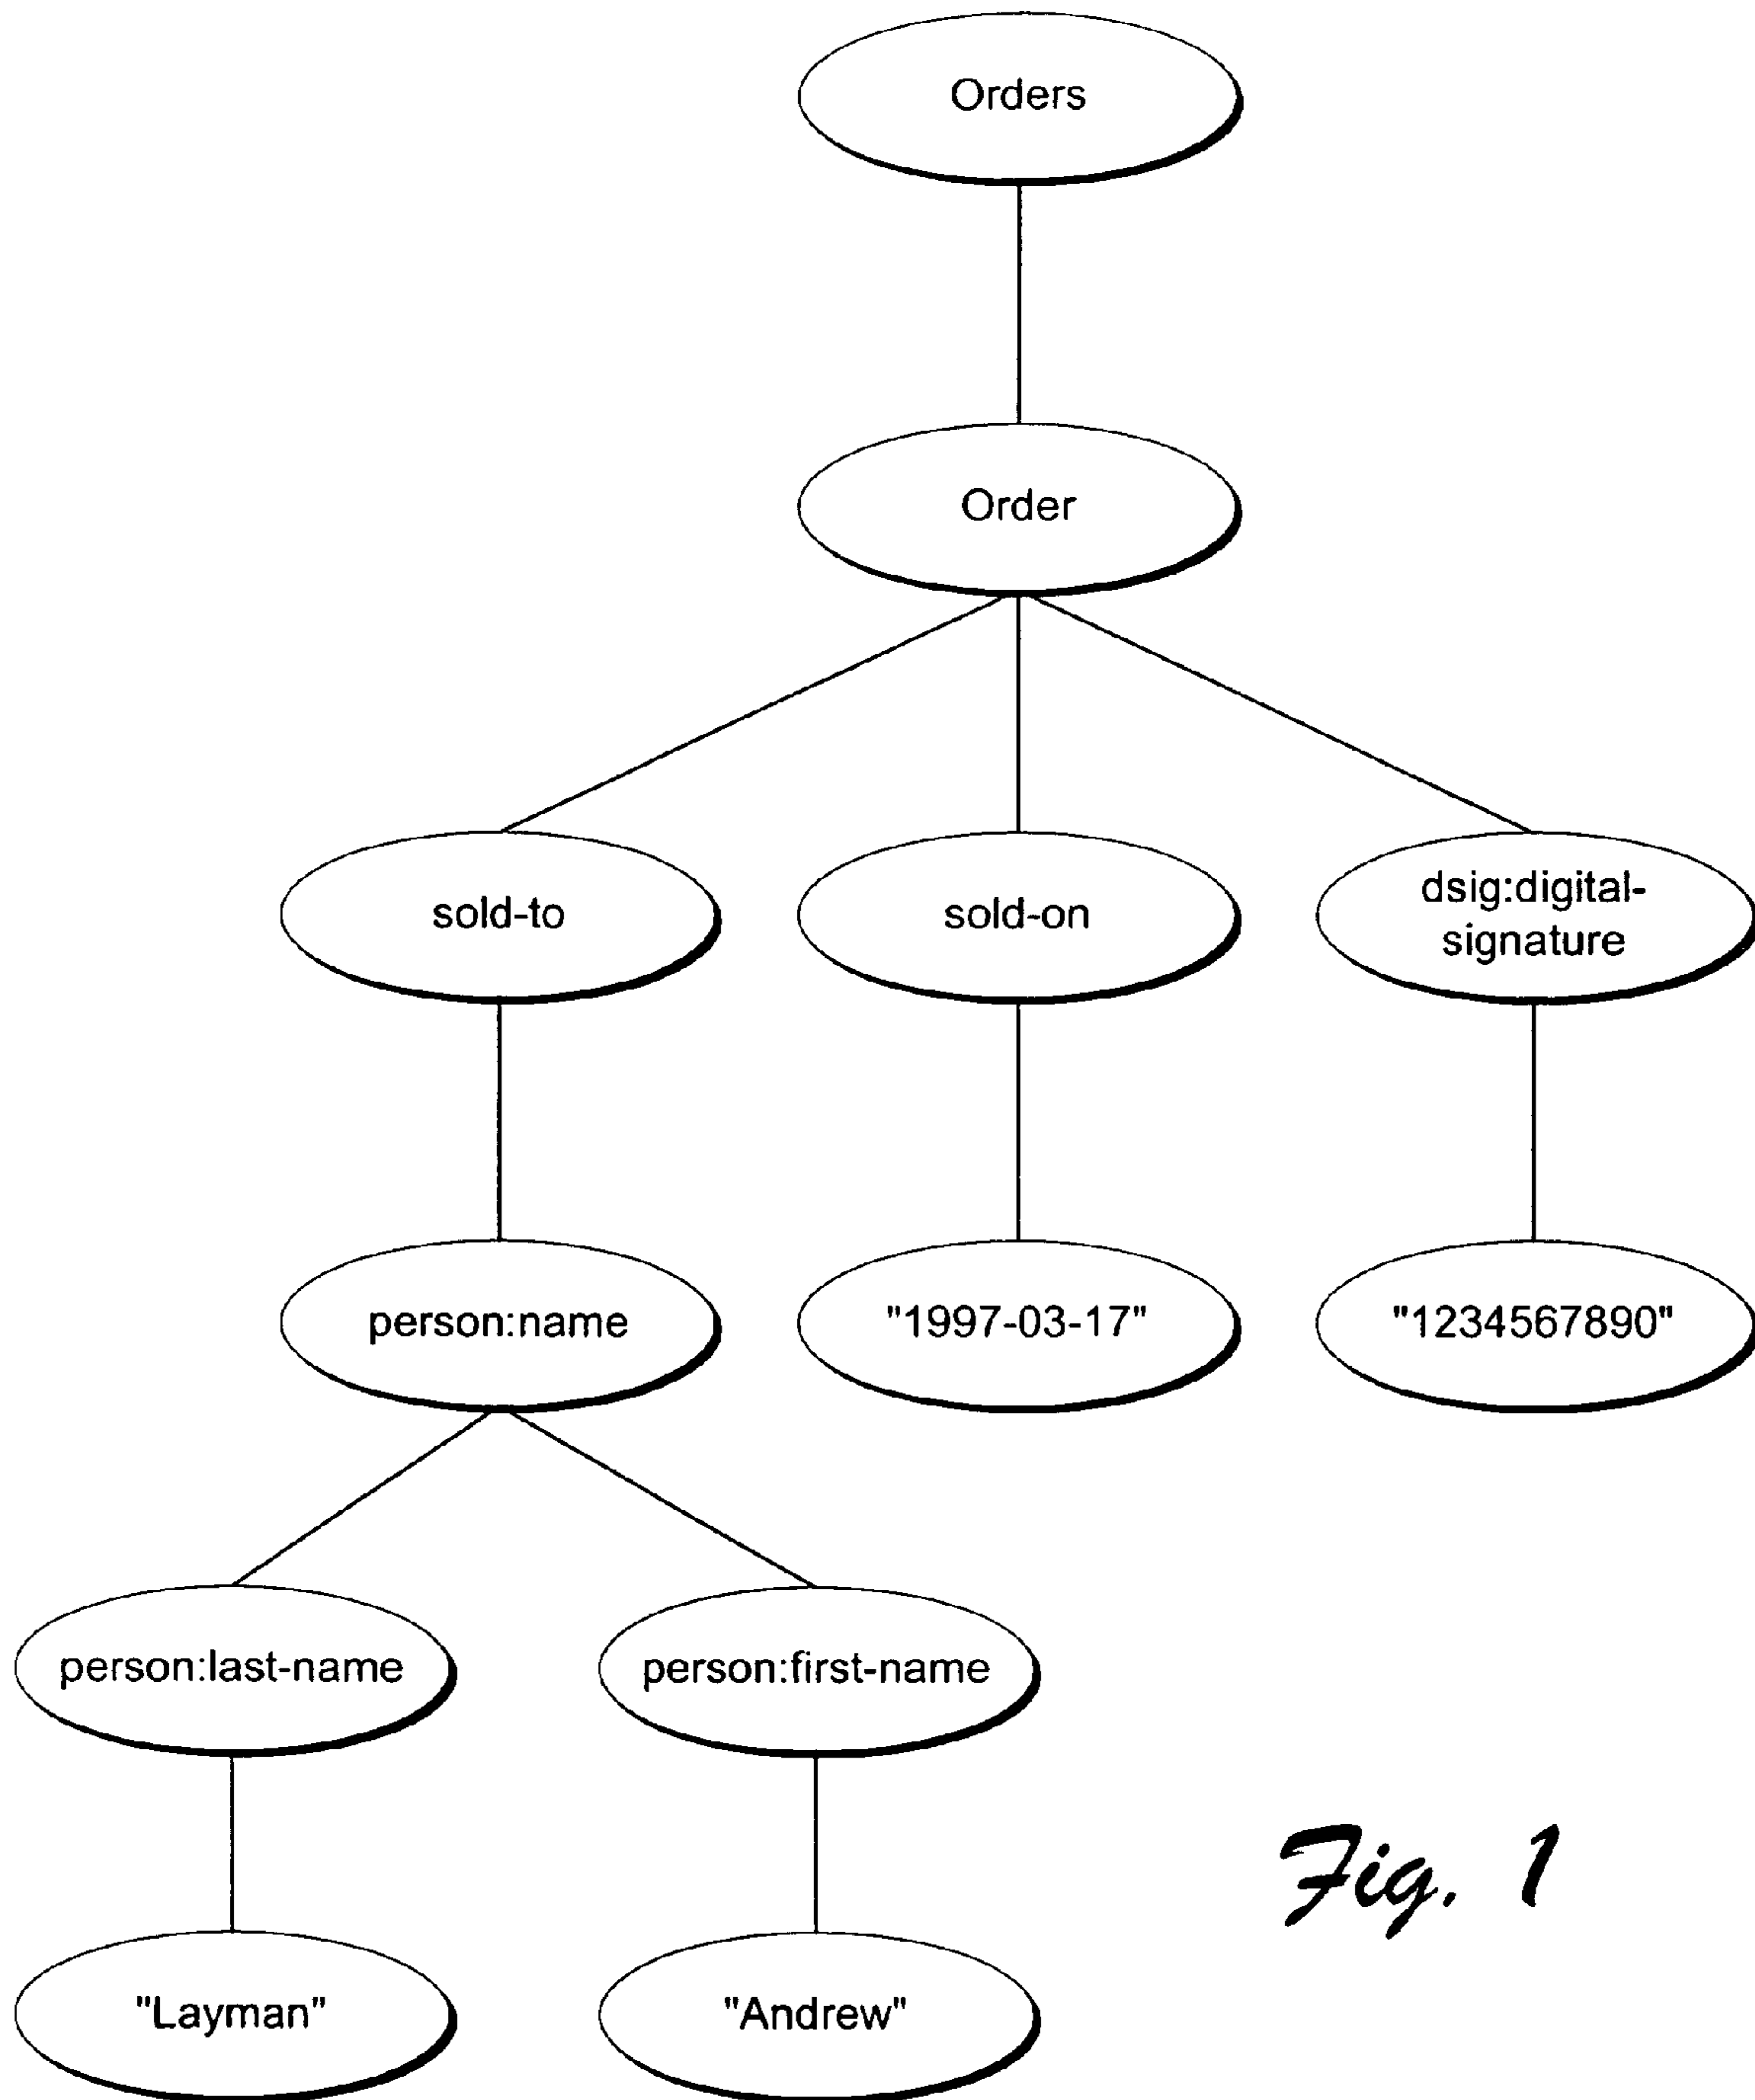 Orders
Order
sold-to
sold-on
dsig:digital-
signature
person:name
"1997-03-17"
"1234567890"
person:last-name
person:first-name
"Layman"
"Andrew"
Fig. 1